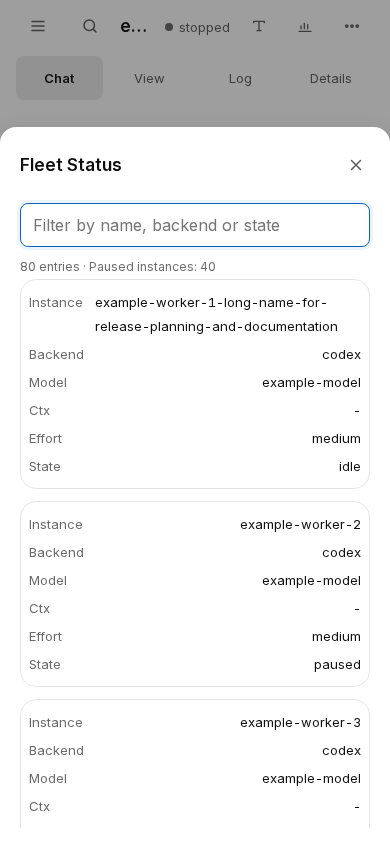 e...
stopped
Chat
View
Log
Details
Fleet Status
Filter by name, backend or state
80 entries · Paused instances: 40
Instance example-worker-1-long-name-for-
release-planning-and-documentation
Backend codex
Model example-model
Ctx -
Effort medium
State idle
Instance example-worker-2
Backend codex
Model example-model
Ctx -
Effort medium
State paused
Instance example-worker-3
Backend codex
Model example-model
Ctx -